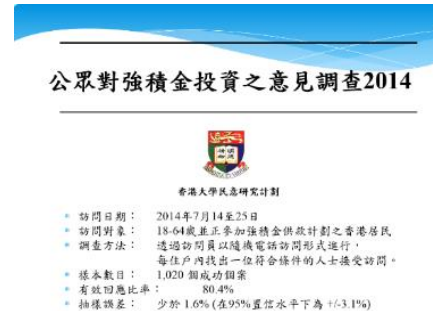 公眾對強積金投資之意見調查2014
香港大學民意研究計劃
訪問日期： 2014年7月14至25日
訪問對象： 18-64歲並正參加強積金供款計劃之香港居民
調查方法： 透過訪問員以隨機電話訪問形式進行，
每住戶內找出一位符合條件的人士接受訪問。
樣本數目： 1,020 個成功個案
有效回應比率： 80.4%
抽樣誤差： 少於 1.6% (在95%置信水平下為 +/-3.1%)